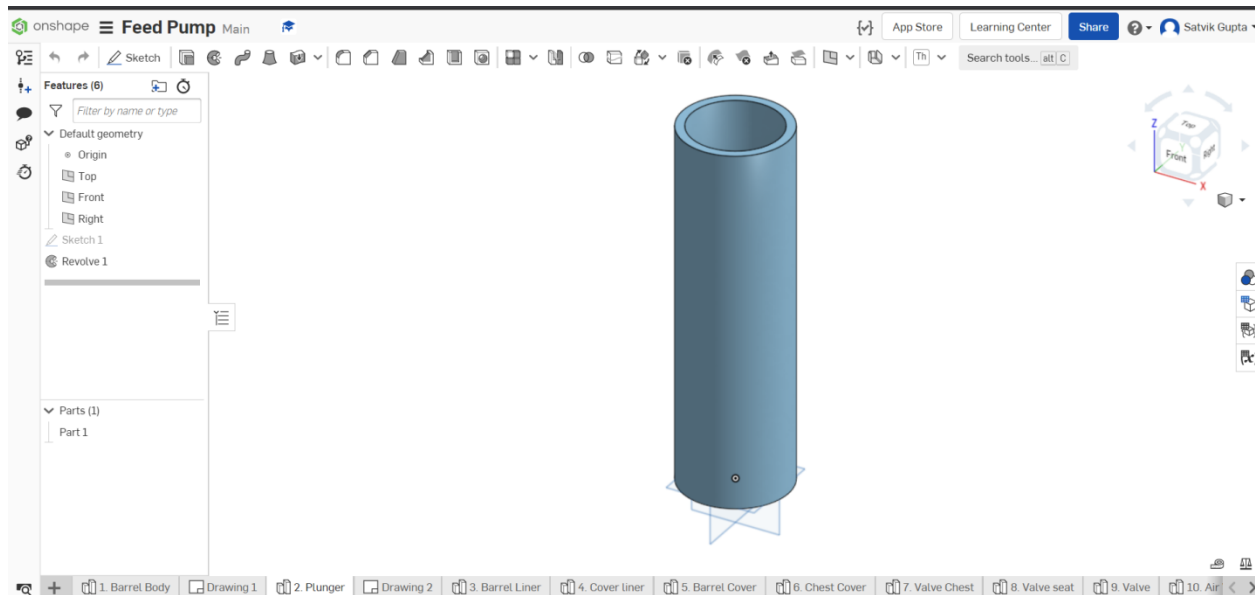 onshape Feed Pump Main App Store Learning Center Share Satvik Gupta
Sketch Th Search tools... alt C
Features (6)
Filter by name or type
Default geometry
Origin
Top
Front
Right
Sketch 1
Revolve 1
Parts (1)
Part 1
Z
Top
Front
Right
Y
X
1. Barrel Body Drawing 1 2. Plunger Drawing 2 3. Barrel Liner 4. Cover liner 5. Barrel Cover 6. Chest Cover 7. Valve Chest 8. Valve seat 9. Valve 10. Air